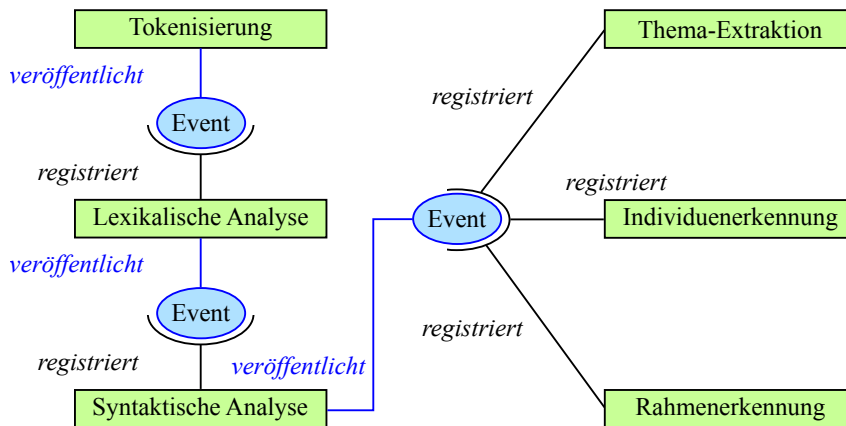 Tokenisierung
veröffentlicht
Event
registriert
Lexikalische Analyse
veröffentlicht
Event
registriert
Syntaktische Analyse
veröffentlicht
Event
Thema-Extraktion
registriert
registriert
Individuenerkennung
registriert
Rahmenerkennung